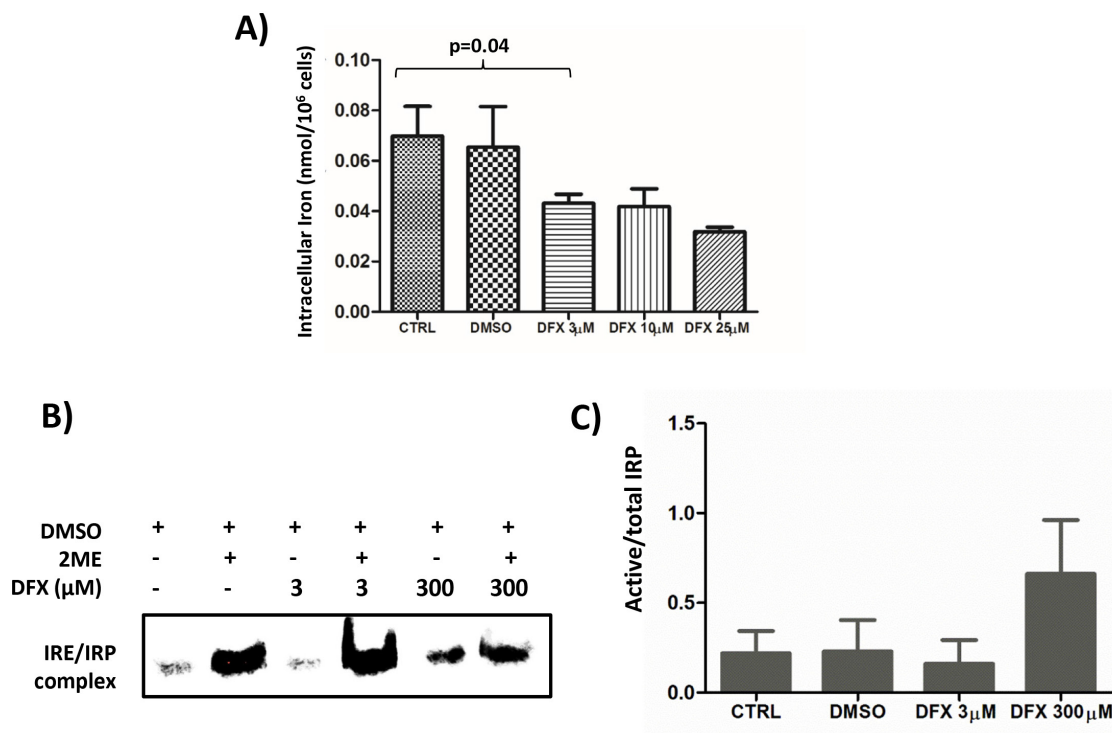 A)
p=0.04
Intracellular Iron (nmol/10⁶ cells)
0.10
0.08
0.06
0.04
0.02
0.00
CTRL DMSO DFX 3μM DFX 10μM DFX 25μM
B)
DMSO + + + + + +
2ME - + - + - +
DFX (μM) - - 3 3 300 300
IRE/IRP
complex
C)
Active/total IRP
1.5
1.0
0.5
0.0
CTRL DMSO DFX 3μM DFX 300μM